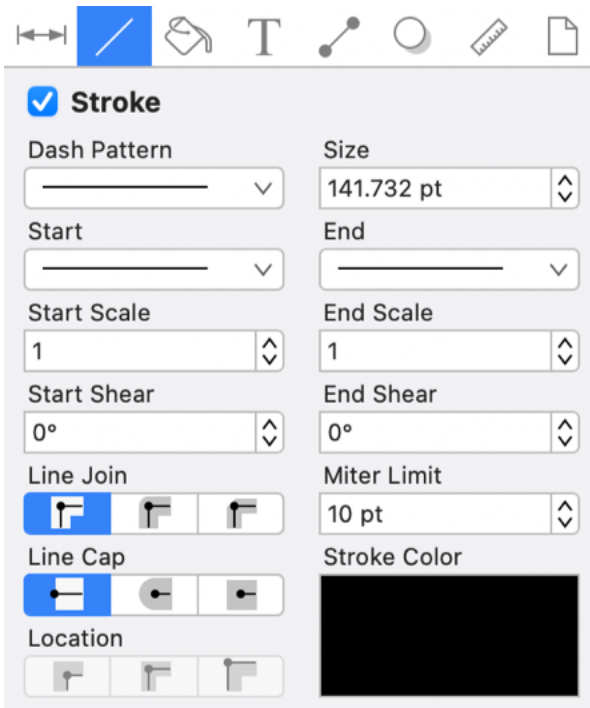 T
Stroke
Dash Pattern Size
141.732 pt
Start End
Start Scale End Scale
1 1
Start Shear End Shear
0° 0°
Line Join Miter Limit
10 pt
Line Cap Stroke Color
Location